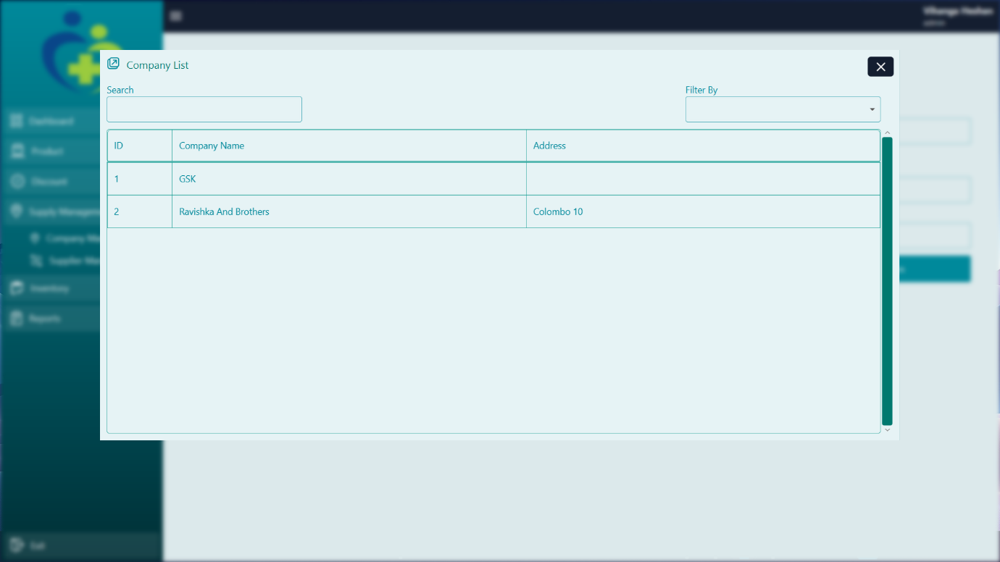 Vihanga Heshan
admin
Company List
Search
Filter By
ID Company Name Address
1 GSK
2 Ravishka And Brothers Colombo 10
Dashboard
Product
Discount
Supply Managem
Company Ma
Supplier Ma
Inventory
Reports
Exit